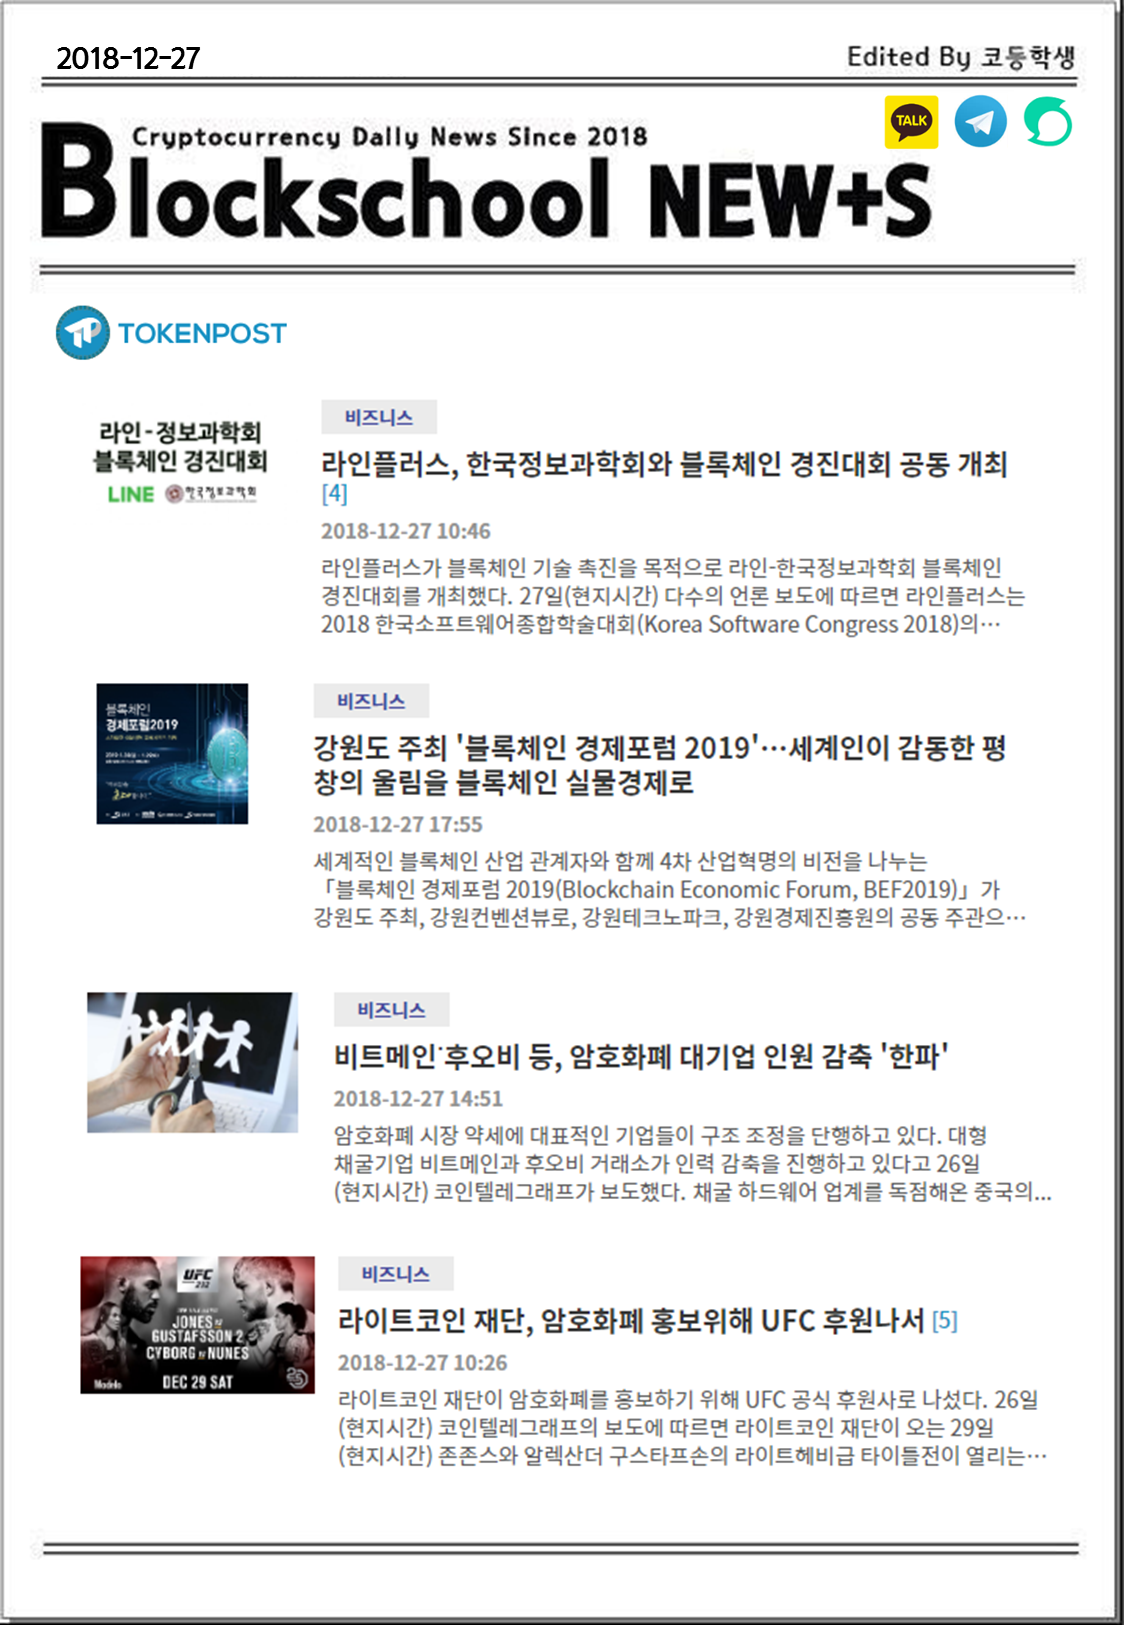 2018-12-27
Edited By 코등학생
TALK
Cryptocurrency Daily News Since 2018
Blockschool NEW+S
TOKENPOST
라인-정보과학회
블록체인 경진대회
LINE 한국정보과학회
비즈니스
라인플러스, 한국정보과학회와 블록체인 경진대회 공동 개최
[4]
2018-12-27 10:46
라인플러스가 블록체인 기술 촉진을 목적으로 라인-한국정보과학회 블록체인
경진대회를 개최했다. 27일(현지시간) 다수의 언론 보도에 따르면 라인플러스는
2018 한국소프트웨어종합학술대회(Korea Software Congress 2018)의…
블록체인
경제포럼2019
비즈니스
강원도 주최 '블록체인 경제포럼 2019'…세계인이 감동한 평
창의 울림을 블록체인 실물경제로
2018-12-27 17:55
세계적인 블록체인 산업 관계자와 함께 4차 산업혁명의 비전을 나누는
「블록체인 경제포럼 2019(Blockchain Economic Forum, BEF2019)」가
강원도 주최, 강원컨벤션뷰로, 강원테크노파크, 강원경제진흥원의 공동 주관으…
비즈니스
비트메인˙후오비 등, 암호화폐 대기업 인원 감축 '한파'
2018-12-27 14:51
암호화폐 시장 약세에 대표적인 기업들이 구조 조정을 단행하고 있다. 대형
채굴기업 비트메인과 후오비 거래소가 인력 감축을 진행하고 있다고 26일
(현지시간) 코인텔레그래프가 보도했다. 채굴 하드웨어 업계를 독점해온 중국의...
UFC
232
JONES vs
GUSTAFSSON 2
CYBORG vs NUNES
Modelo
DEC 29 SAT
25
비즈니스
라이트코인 재단, 암호화폐 홍보위해 UFC 후원나서 [5]
2018-12-27 10:26
라이트코인 재단이 암호화폐를 홍보하기 위해 UFC 공식 후원사로 나섰다. 26일
(현지시간) 코인텔레그래프의 보도에 따르면 라이트코인 재단이 오는 29일
(현지시간) 존존스와 알렉산더 구스타프손의 라이트헤비급 타이틀전이 열리는…